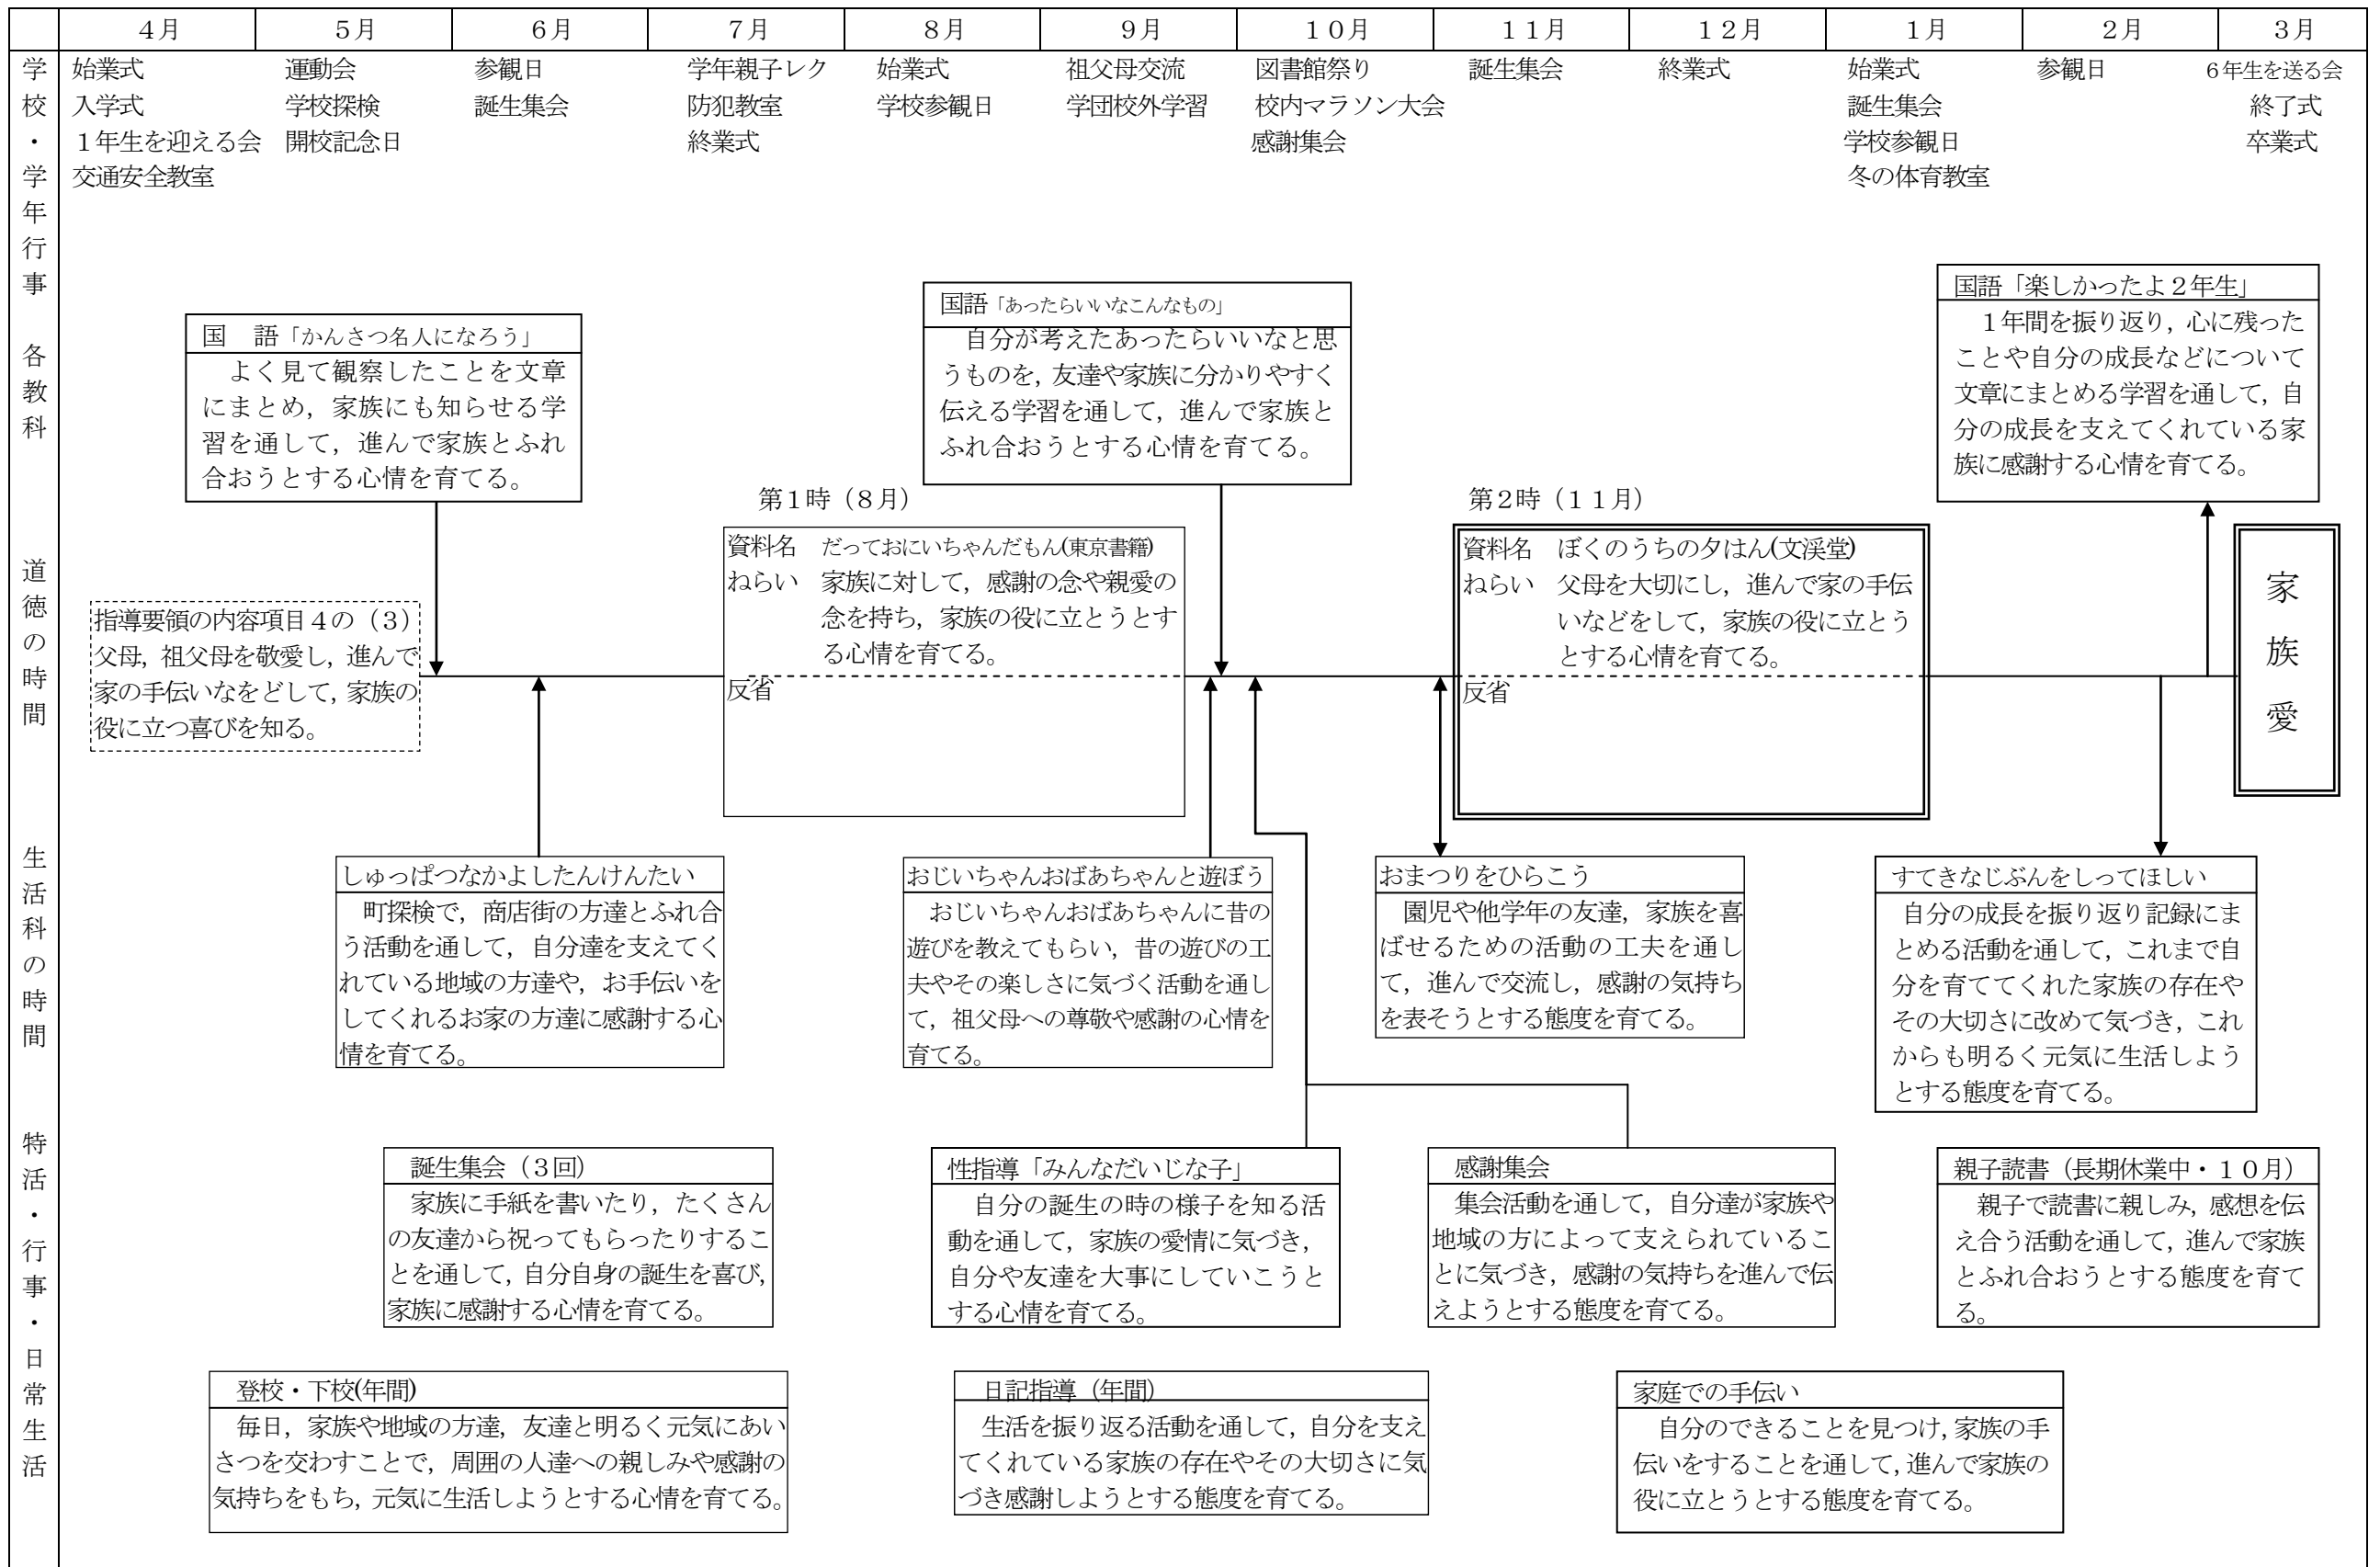 ４月 ５月 ６月 ７月 ８月 ９月 １０月 １１月 １２月 １月 ２月 ３月
学校・学年行事
始業式
入学式
１年生を迎える会
交通安全教室
運動会
学校探検
開校記念日
参観日
誕生集会
学年親子レク
防犯教室
終業式
始業式
学校参観日
祖父母交流
学団校外学習
図書館祭り
校内マラソン大会
感謝集会
誕生集会
終業式
始業式
誕生集会
学校参観日
冬の体育教室
参観日
６年生を送る会
終了式
卒業式
各教科
国　語「かんさつ名人になろう」
よく見て観察したことを文章
にまとめ，家族にも知らせる学
習を通して，進んで家族とふれ
合おうとする心情を育てる。
国語「あったらいいなこんなもの」
自分が考えたあったらいいなと思
うものを，友達や家族に分かりやすく
伝える学習を通して，進んで家族と
ふれ合おうとする心情を育てる。
国語「楽しかったよ２年生」
１年間を振り返り，心に残った
ことや自分の成長などについて
文章にまとめる学習を通して，自
分の成長を支えてくれている家
族に感謝する心情を育てる。
道徳の時間
指導要領の内容項目４の（３）
父母，祖父母を敬愛し，進んで
家の手伝いなをどして，家族の
役に立つ喜びを知る。
第１時（８月）
資料名　だっておにいちゃんだもん(東京書籍)
ねらい　家族に対して，感謝の念や親愛の
念を持ち，家族の役に立とうとす
る心情を育てる。
反省
第２時（１１月）
資料名　ぼくのうちの夕はん(文渓堂)
ねらい　父母を大切にし，進んで家の手伝
いなどをして，家族の役に立とう
とする心情を育てる。
反省
家族愛
生活科の時間
しゅっぱつなかよしたんけんたい
町探検で，商店街の方達とふれ合
う活動を通して，自分達を支えてく
れている地域の方達や，お手伝いを
してくれるお家の方達に感謝する心
情を育てる。
おじいちゃんおばあちゃんと遊ぼう
おじいちゃんおばあちゃんに昔の
遊びを教えてもらい，昔の遊びの工
夫やその楽しさに気づく活動を通し
て，祖父母への尊敬や感謝の心情を
育てる。
おまつりをひらこう
園児や他学年の友達，家族を喜
ばせるための活動の工夫を通し
て，進んで交流し，感謝の気持ち
を表そうとする態度を育てる。
すてきなじぶんをしってほしい
自分の成長を振り返り記録にま
とめる活動を通して，これまで自
分を育ててくれた家族の存在や
その大切さに改めて気づき，これ
からも明るく元気に生活しよう
とする態度を育てる。
特活・行事・日常生活
誕生集会（３回）
家族に手紙を書いたり，たくさん
の友達から祝ってもらったりするこ
とを通して，自分自身の誕生を喜び，
家族に感謝する心情を育てる。
性指導「みんなだいじな子」
自分の誕生の時の様子を知る活
動を通して，家族の愛情に気づき，
自分や友達を大事にしていこうと
する心情を育てる。
感謝集会
集会活動を通して，自分達が家族や
地域の方によって支えられているこ
とに気づき，感謝の気持ちを進んで伝
えようとする態度を育てる。
親子読書（長期休業中・１０月）
親子で読書に親しみ，感想を伝
え合う活動を通して，進んで家族
とふれ合おうとする態度を育て
る。
登校・下校(年間)
毎日，家族や地域の方達，友達と明るく元気にあい
さつを交わすことで，周囲の人達への親しみや感謝の
気持ちをもち，元気に生活しようとする心情を育てる。
日記指導（年間）
生活を振り返る活動を通して，自分を支え
てくれている家族の存在やその大切さに気
づき感謝しようとする態度を育てる。
家庭での手伝い
自分のできることを見つけ，家族の手
伝いをすることを通して，進んで家族の
役に立とうとする態度を育てる。